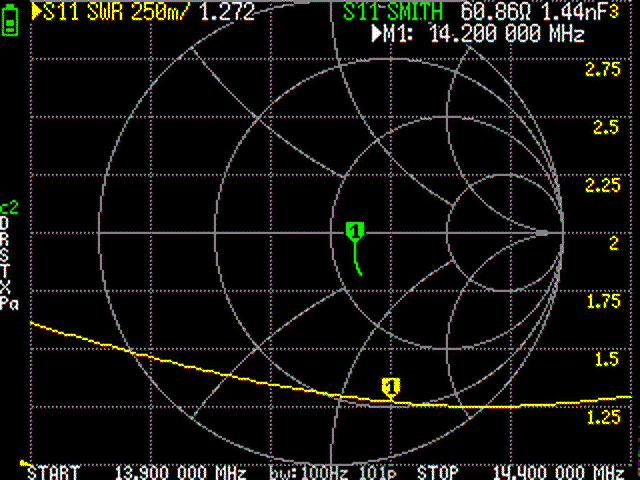 S11 SWR 250m/ 1.272 S11 SMITH 60.86Ω 1.44nF 3
M1: 14.200 000 MHz
2.75
2.5
2.25
c2
D
R
2
S
T
X
1.75
Pa
1.5
1
1
1.25
START 13.900 000 MHz bw:100Hz 101p STOP 14.400 000 MHz